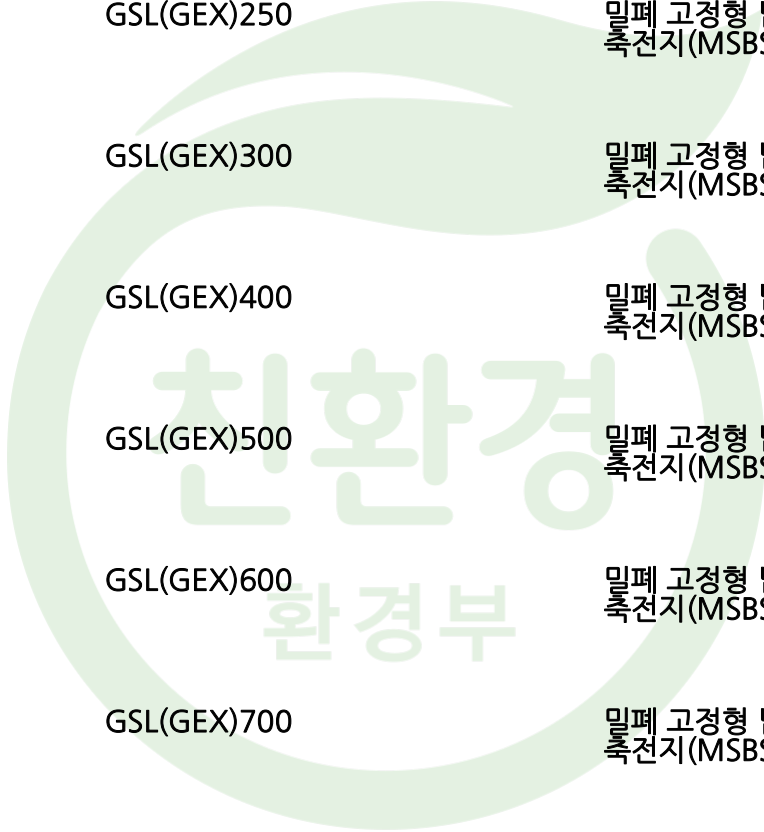 GSL(GEX)250
밀폐 고정형
축전지(MSB
GSL(GEX)300
밀폐 고정형
축전지(MSB
GSL(GEX)400
밀폐 고정형
축전지(MSB
친환경
GSL(GEX)500
밀폐 고정형
축전지(MSB
GSL(GEX)600
밀폐 고정형
축전지(MSB
환경부
GSL(GEX)700
밀폐 고정형
축전지(MSB